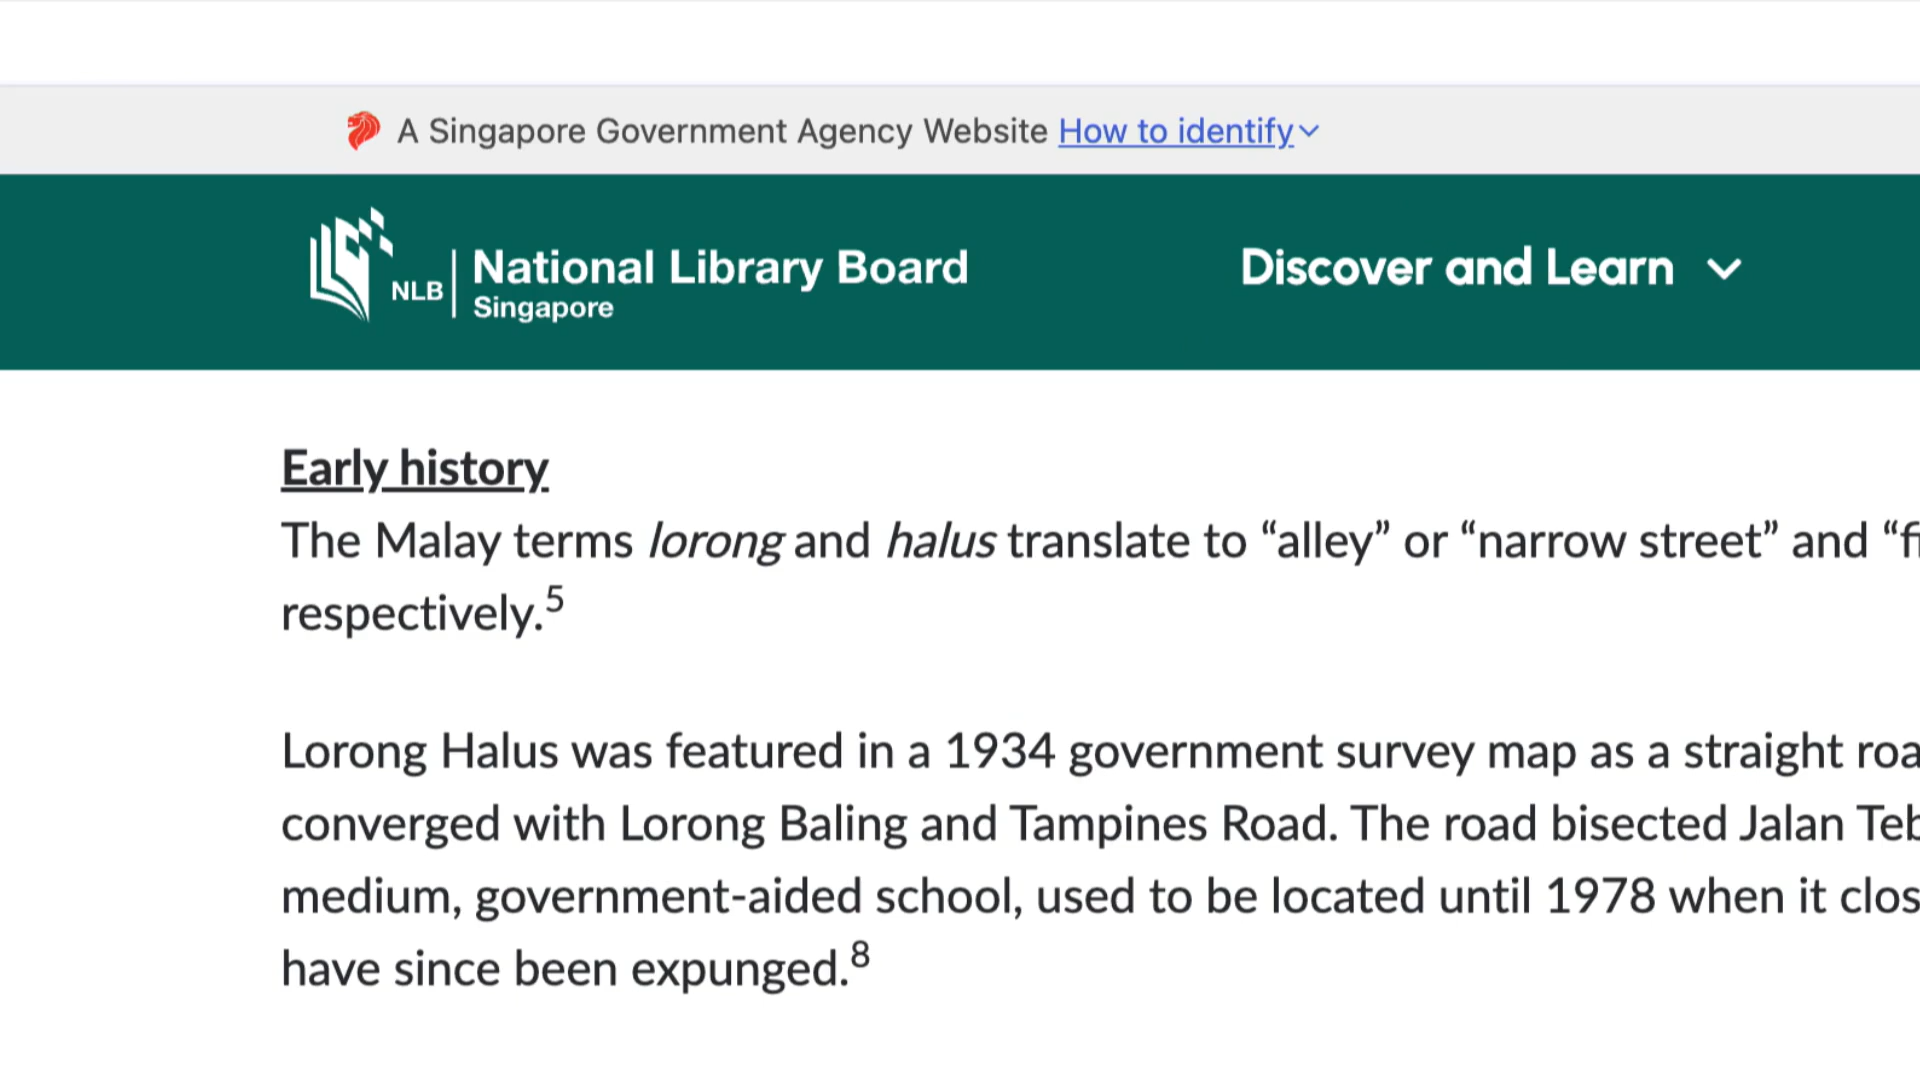 A Singapore Government Agency Website How to identify
NLB National Library Board
Singapore
Discover and Learn
Early history
The Malay terms lorong and halus translate to “alley” or “narrow street” and “
respectively.5
Lorong Halus was featured in a 1934 government survey map as a straight
converged with Lorong Baling and Tampines Road. The road bisected Jalan
medium, government-aided school, used to be located until 1978 when it
have since been expunged.8